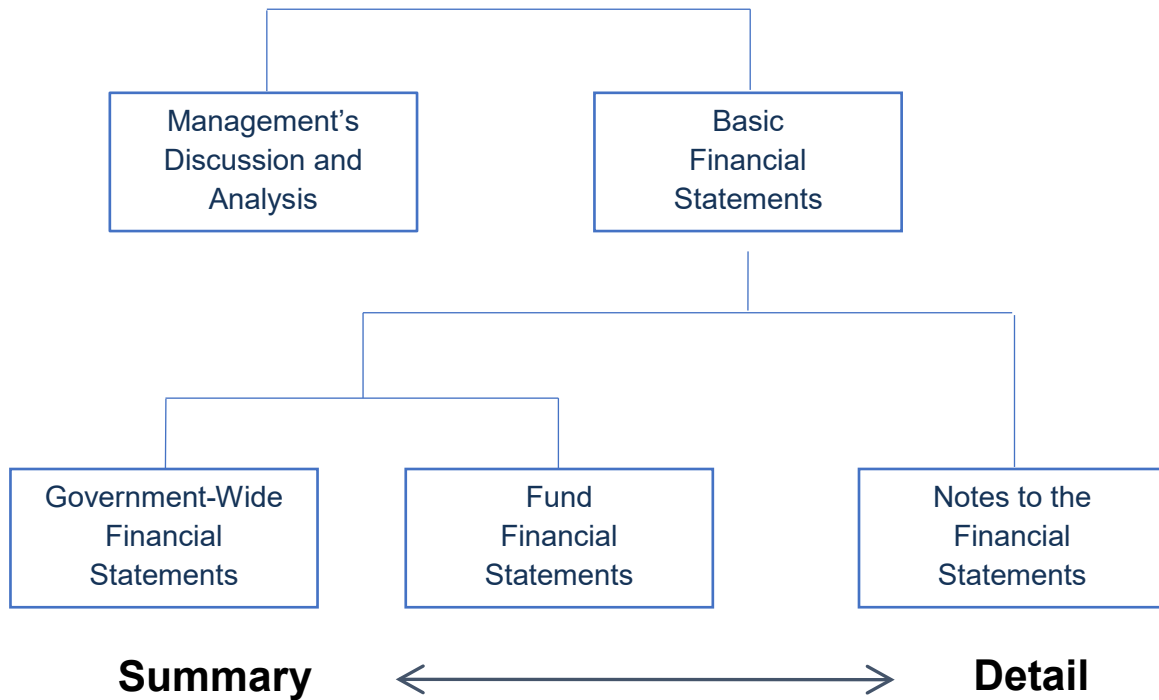 Management’s
Discussion and
Analysis
Basic
Financial
Statements
Government-Wide
Financial
Statements
Fund
Financial
Statements
Notes to the
Financial
Statements
Summary
Detail